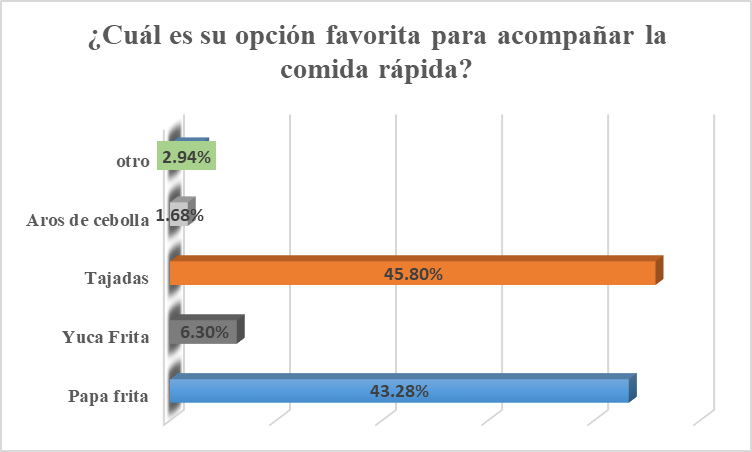 ¿Cuál es su opción favorita para acompañar la
comida rápida?
otro
2.94%
Aros de cebolla
1.68%
Tajadas
45.80%
Yuca Frita
6.30%
Papa frita
43.28%